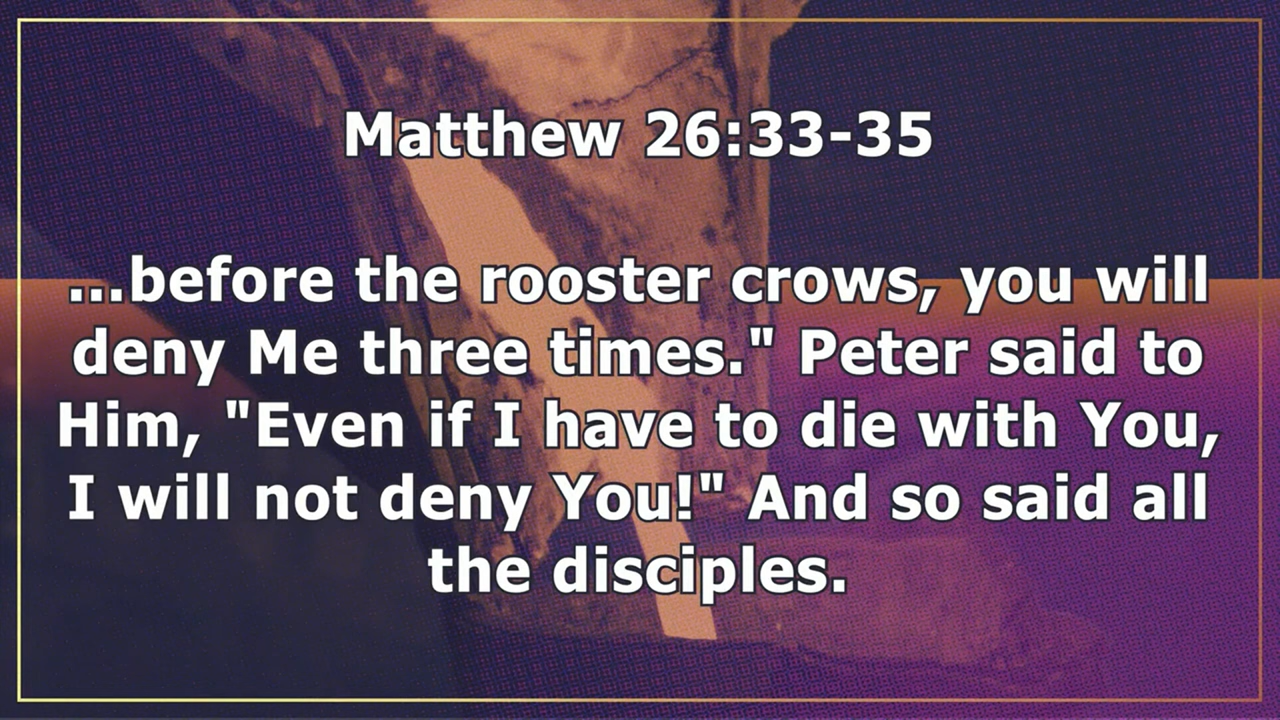 Matthew 26:33-35
...before the rooster crows, you will
deny Me three times." Peter said to
Him, "Even if I have to die with You,
I will not deny You!" And so said all
the disciples.